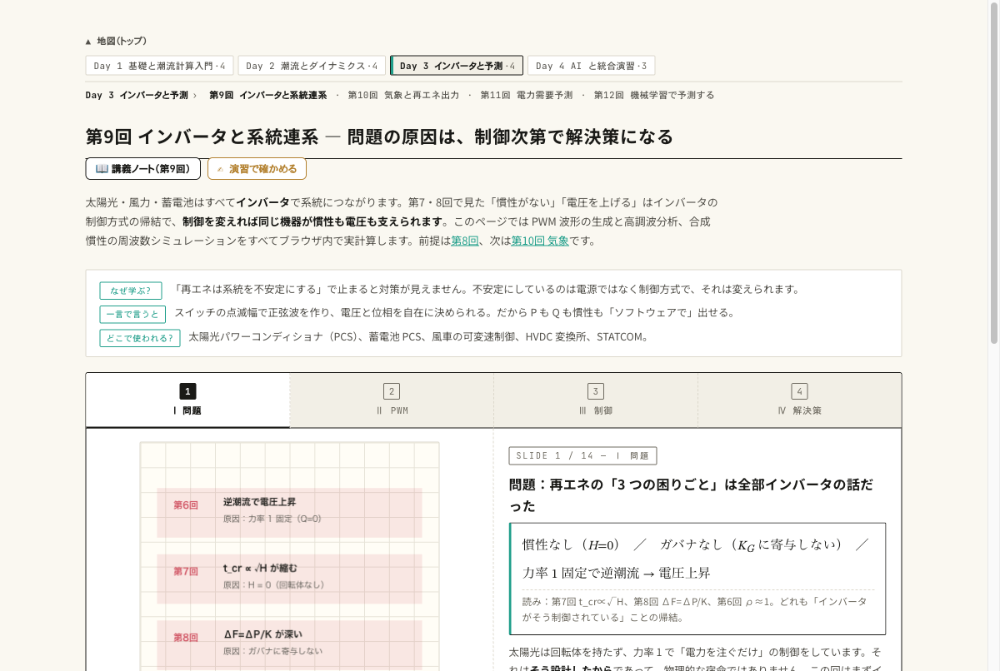 ▲ 地図(トップ)
Day 1 基礎と潮流計算入門·4 Day 2 潮流とダイナミクス·4 Day 3 インバータと予測·4 Day 4 AI と統合演習·3
Day 3 インバータと予測 › 第9回 インバータと系統連系 · 第10回 気象と再エネ出力 · 第11回 電力需要予測 · 第12回 機械学習で予測する
第9回 インバータと系統連系 — 問題の原因は、制御次第で解決策になる
📖 講義ノート(第9回) ✍ 演習で確かめる
太陽光・風力・蓄電池はすべてインバータで系統につながります。第7・8回で見た「慣性がない」「電圧を上げる」はインバータの
制御方式の帰結で、制御を変えれば同じ機器が慣性も電圧も支えられます。このページでは PWM 波形の生成と高調波分析、合成
慣性の周波数シミュレーションをすべてブラウザ内で実計算します。前提は第8回、次は第10回 気象です。
なぜ学ぶ? 「再エネは系統を不安定にする」で止まると対策が見えません。不安定にしているのは電源ではなく制御方式で、それは変えられます。
一言で言うと スイッチの点滅幅で正弦波を作り、電圧と位相を自在に決められる。だから P も Q も慣性も「ソフトウェアで」出せる。
どこで使われる? 太陽光パワーコンディショナ（PCS）、蓄電池 PCS、風車の可変速制御、HVDC 変換所、STATCOM。
1 2 3 4
Ⅰ 問題 Ⅱ PWM Ⅲ 制御 Ⅳ 解決策
第6回 逆潮流で電圧上昇
原因：力率 1 固定（Q=0）
第7回 t_cr ∝ √H が縮む
原因：H = 0（回転体なし）
第8回 ΔF=ΔP/K が深い
原因：ガバナに寄与しない
SLIDE 1 / 14 — Ⅰ 問題
問題：再エネの「3 つの困りごと」は全部インバータの話だ
った
慣性なし（H=0） ／ ガバナなし（K_G に寄与しない） ／
力率 1 固定で逆潮流 → 電圧上昇
読み：第7回 t_cr∝√H、第8回 ΔF=ΔP/K、第6回 ρ≈1。どれも「インバータ
がそう制御されている」ことの帰結。
太陽光は回転体を持たず、力率 1 で「電力を注ぐだけ」の制御をしています。そ
れはそう設計したからであって、物理的な宿命ではありません。この回はまずイ